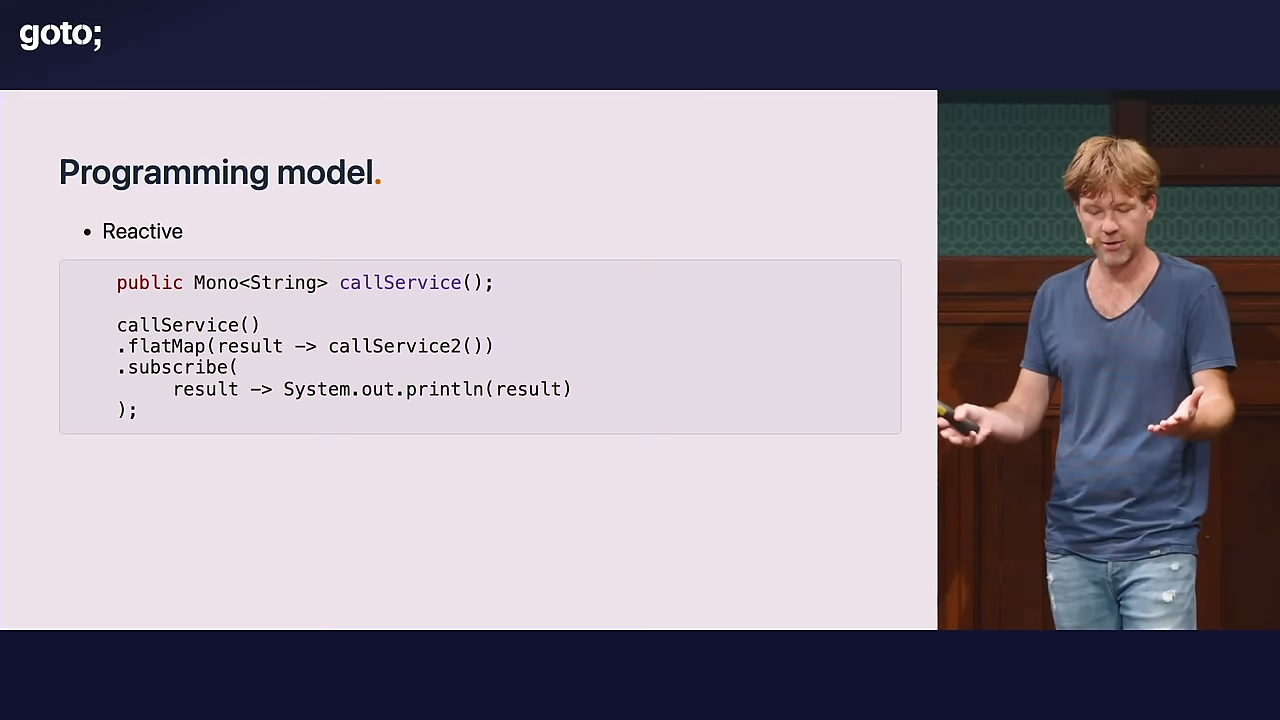 goto;
Programming model.
• Reactive
public Mono<String> callService();
callService()
.flatMap(result -> callService2())
.subscribe(
result -> System.out.println(result)
);